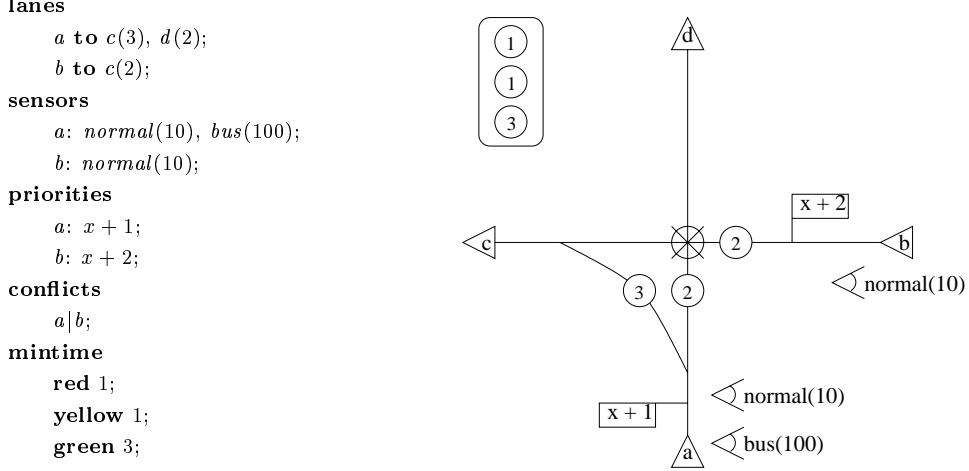 lanes
a to c(3), d(2);
b to c(2);
sensors
a: normal(10), bus(100);
b: normal(10);
priorities
a: x + 1;
b: x + 2;
conflicts
a|b;
mintime
red 1;
yellow 1;
green 3;
1
1
3
d
x + 2
c
2
b
normal(10)
3
2
normal(10)
x + 1
bus(100)
a